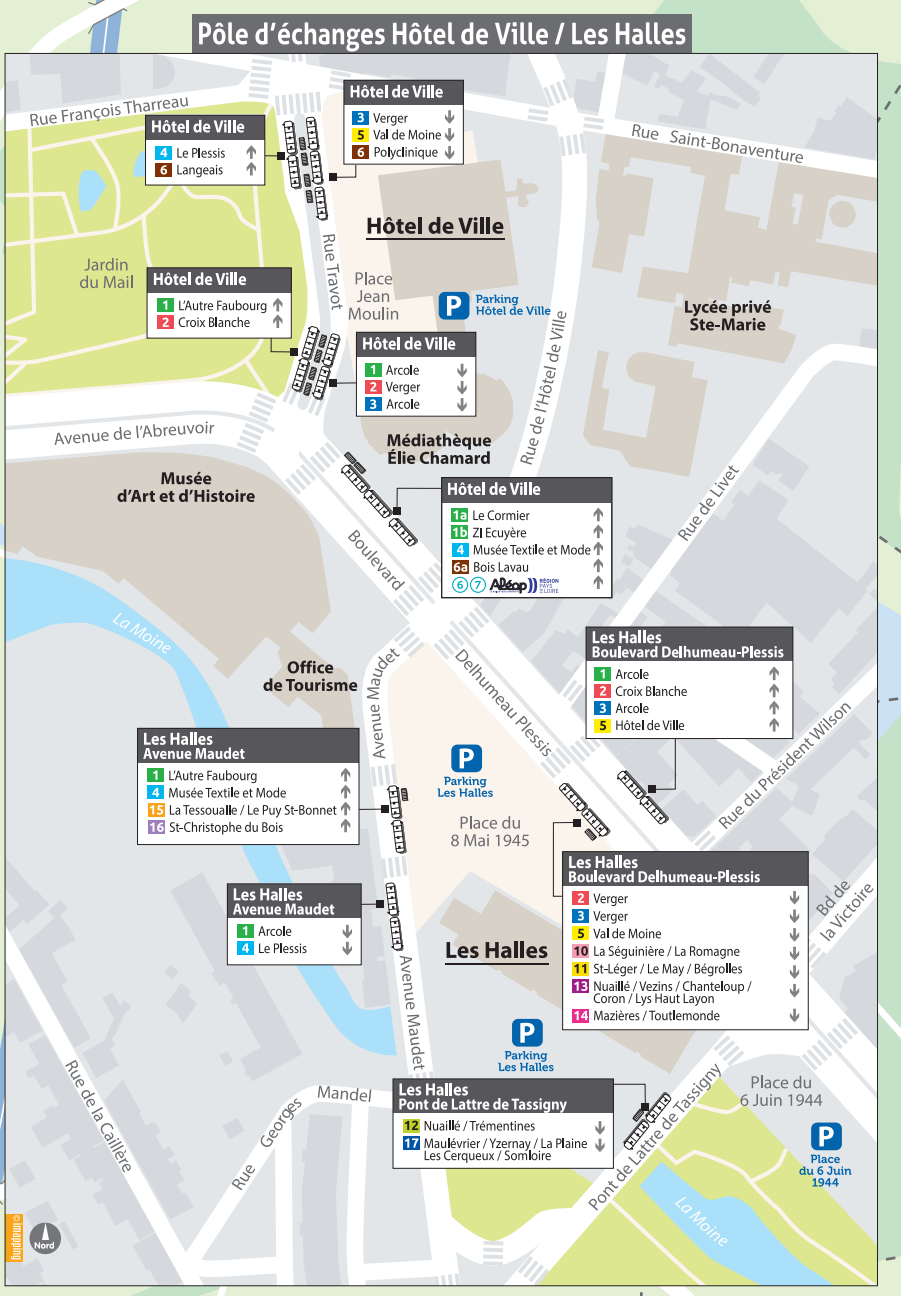 Pôle d'échanges Hôtel de Ville / Les Halles
Rue François Tharreau
Hôtel de Ville
4 Le Plessis ↑
6 Langeais ↑
Hôtel de Ville
3 Verger ↓
5 Val de Moine ↓
6 Polyclinique ↓
Rue Saint-Bonaventure
Hôtel de Ville
Rue Travot
Jardin
du Mail
Place
Jean
Moulin
P Parking
Hôtel de Ville
Lycée privé
Ste-Marie
Hôtel de Ville
1 L'Autre Faubourg ↑
2 Croix Blanche ↑
Hôtel de Ville
1 Arcole ↓
2 Verger ↓
3 Arcole ↓
Rue de l'Hôtel de Ville
Avenue de l'Abreuvoir
Médiathèque
Élie Chamard
Musée
d'Art et d'Histoire
Rue de Livet
Hôtel de Ville
1a Le Cormier ↑
1b ZI Ecuyère ↑
4 Musée Textile et Mode ↑
6a Bois Lavau ↑
6 7 Aléop RÉGION PAYS DE LA LOIRE ↑
Boulevard
Delhumeau Plessis
La Moine
Office
de Tourisme
Avenue Maudet
Les Halles
Boulevard Delhumeau-Plessis
1 Arcole ↑
2 Croix Blanche ↑
3 Arcole ↑
5 Hôtel de Ville ↑
Rue du Président Wilson
Les Halles
Avenue Maudet
1 L'Autre Faubourg ↑
4 Musée Textile et Mode ↑
15 La Tessoualle / Le Puy St-Bonnet ↑
16 St-Christophe du Bois ↑
P
Parking
Les Halles
Place du
8 Mai 1945
Les Halles
Boulevard Delhumeau-Plessis
2 Verger ↓
3 Verger ↓
5 Val de Moine ↓
10 La Séguinière / La Romagne ↓
11 St-Léger / Le May / Bégrolles ↓
13 Nuaillé / Vezins / Chanteloup /
Coron / Lys Haut Layon ↓
14 Mazières / Toutlemonde ↓
Bd de
la Victoire
Les Halles
Avenue Maudet
1 Arcole ↓
4 Le Plessis ↓
Les Halles
Avenue Maudet
P
Parking
Les Halles
Rue de la Caillère
Rue Georges Mandel
Les Halles
Pont de Lattre de Tassigny
12 Nuaillé / Trémentines ↓
17 Maulévrier / Yzernay / La Plaine
Les Cerqueux / Somloire ↓
Pont de Lattre de Tassigny
Place du
6 Juin 1944
P
Place
du 6 Juin
1944
La Moine
© imapping
Nord